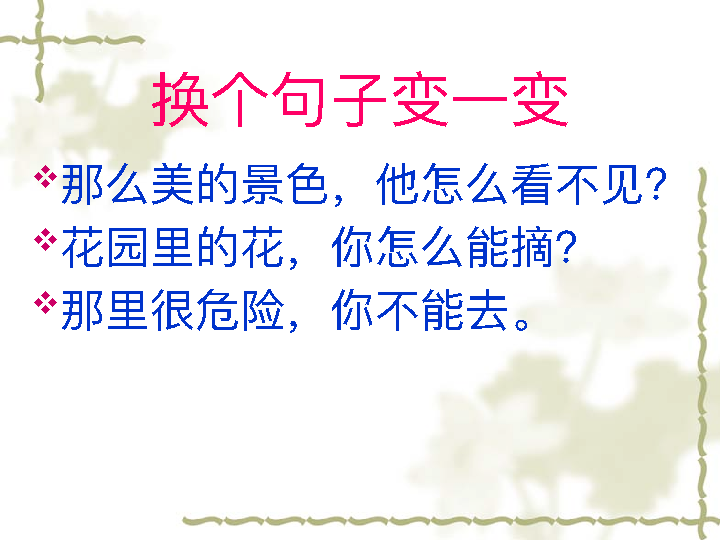 换个句子变一变
那么美的景色，他怎么看不见？
花园里的花，你怎么能摘？
那里很危险，你不能去。